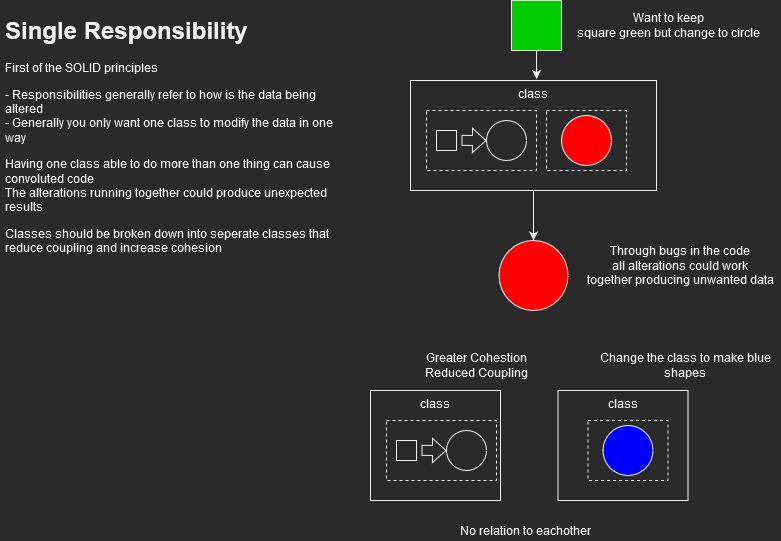 Single Responsibility
First of the SOLID principles
- Responsibilities generally refer to how is the data being
altered
- Generally you only want one class to modify the data in one
way
Having one class able to do more than one thing can cause
convoluted code
The alterations running together could produce unexpected
results
Classes should be broken down into seperate classes that
reduce coupling and increase cohesion
Want to keep
square green but change to circle
class
Through bugs in the code
all alterations could work
together producing unwanted data
Greater Cohestion
Reduced Coupling
class
Change the class to make blue
shapes
class
No relation to eachother